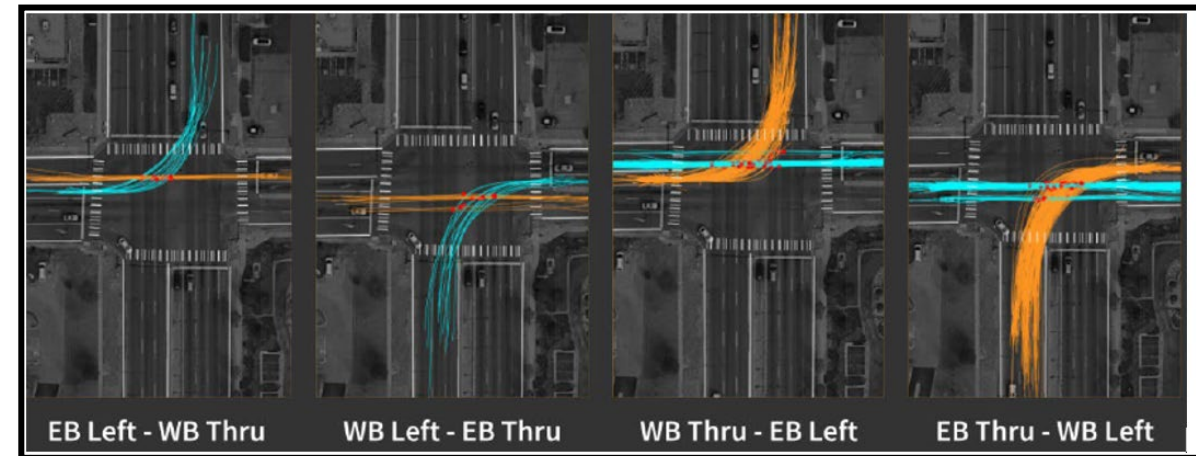 EB Left - WB Thru
WB Left - EB Thru
WB Thru - EB Left
EB Thru - WB Left